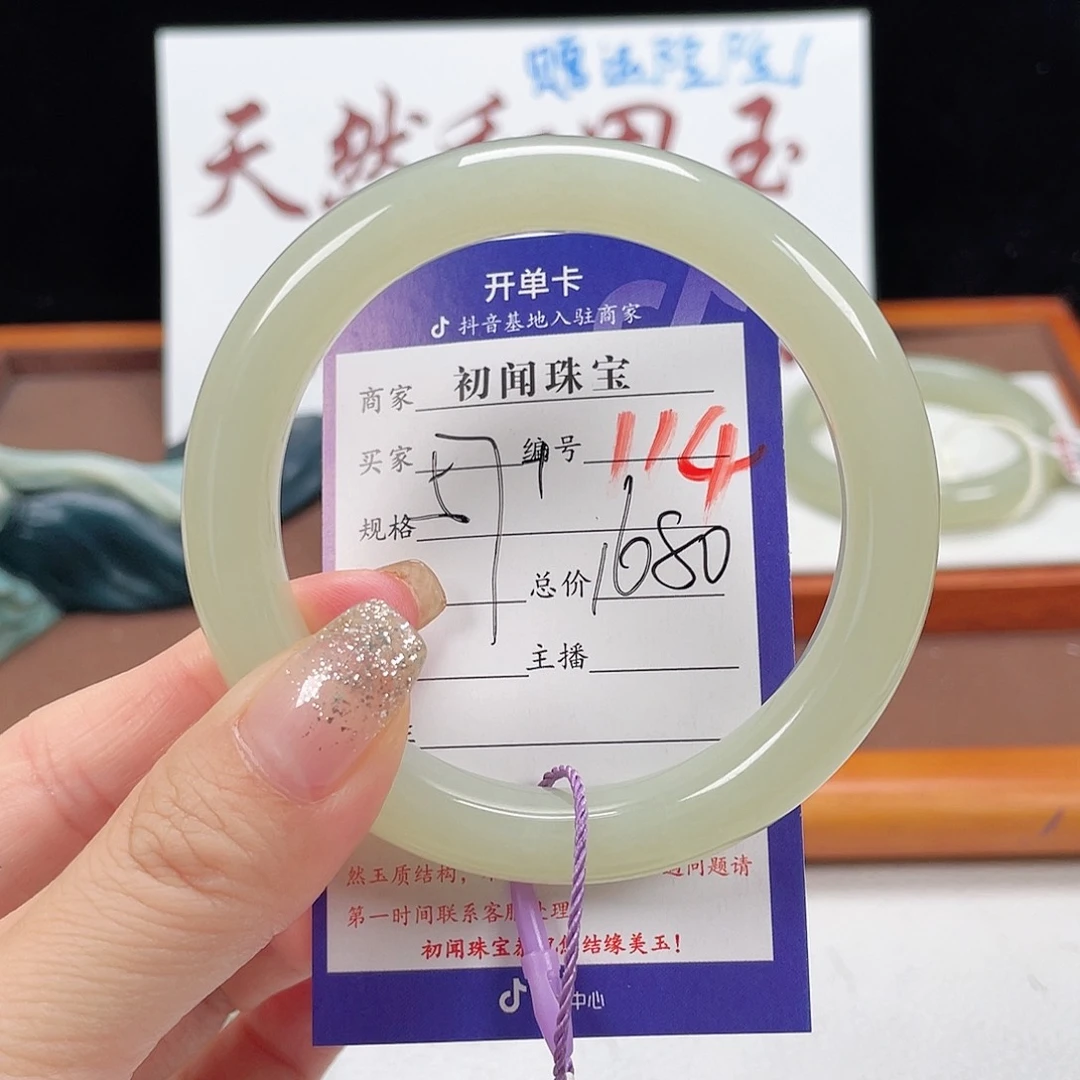 天然和田玉
开单卡
抖音基地入驻商家
商家 初闻珠宝
买家 编号 114
规格
总价 1680
主播
然玉质结构, 问题请
第一时间联系客服处理
初闻珠宝 结缘美玉!
中心